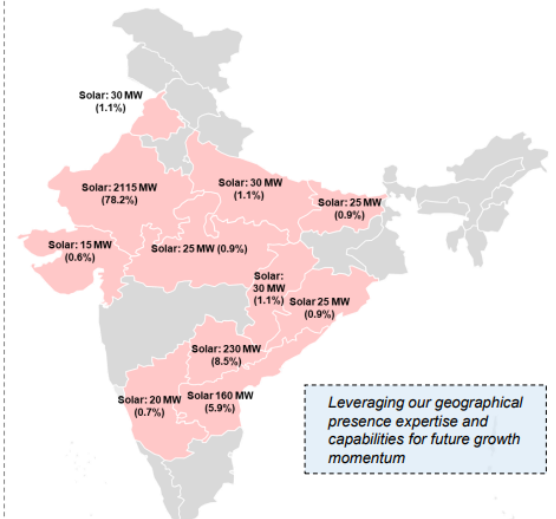 Solar: 30 MW
(1.1%)
Solar: 2115 MW
(78.2%)
Solar: 30 MW
(1.1%)
Solar: 25 MW
(0.9%)
Solar: 15 MW
(0.6%)
Solar: 25 MW (0.9%)
Solar:
30 MW
(1.1%)
Solar 25 MW
(0.9%)
Solar: 230 MW
(8.5%)
Solar: 20 MW
(0.7%)
Solar 160 MW
(5.9%)
Leveraging our geographical
presence expertise and
capabilities for future growth
momentum